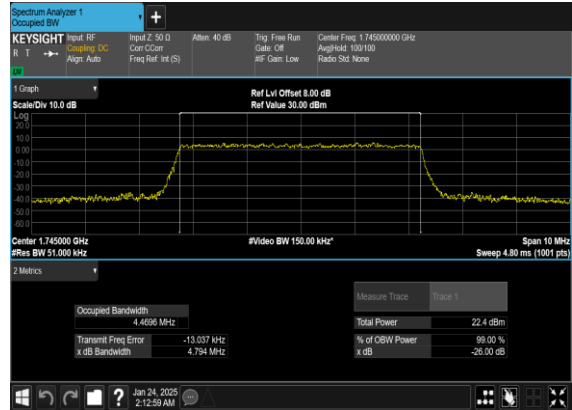 Spectrum Analyzer 1
Occupied BW
KEYSIGHT Input: RF Input Z: 50 Ω Atten: 40 dB Trig: Free Run Center Freq: 1.745000000 GHz
R T Coupling: DC Corr CCorr Gate: Off Avg|Hold: 100/100
Align: Auto Freq Ref: Int (S) #IF Gain: Low Radio Std: None
LW
1 Graph Ref Lvl Offset 8.00 dB
Scale/Div 10.0 dB Ref Value 30.00 dBm
Log
20.0
10.0
0.00
-10.0
-20.0
-30.0
-40.0
-50.0
-60.0
Center 1.745000 GHz #Video BW 150.00 kHz* Span 10 MHz
#Res BW 51.000 kHz Sweep 4.80 ms (1001 pts)
2 Metrics
Measure Trace Trace 1
Occupied Bandwidth
4.4696 MHz Total Power 22.4 dBm
Transmit Freq Error -13.037 kHz % of OBW Power 99.00 %
x dB Bandwidth 4.794 MHz x dB -26.00 dB
? Jan 24, 2025
2:12:59 AM